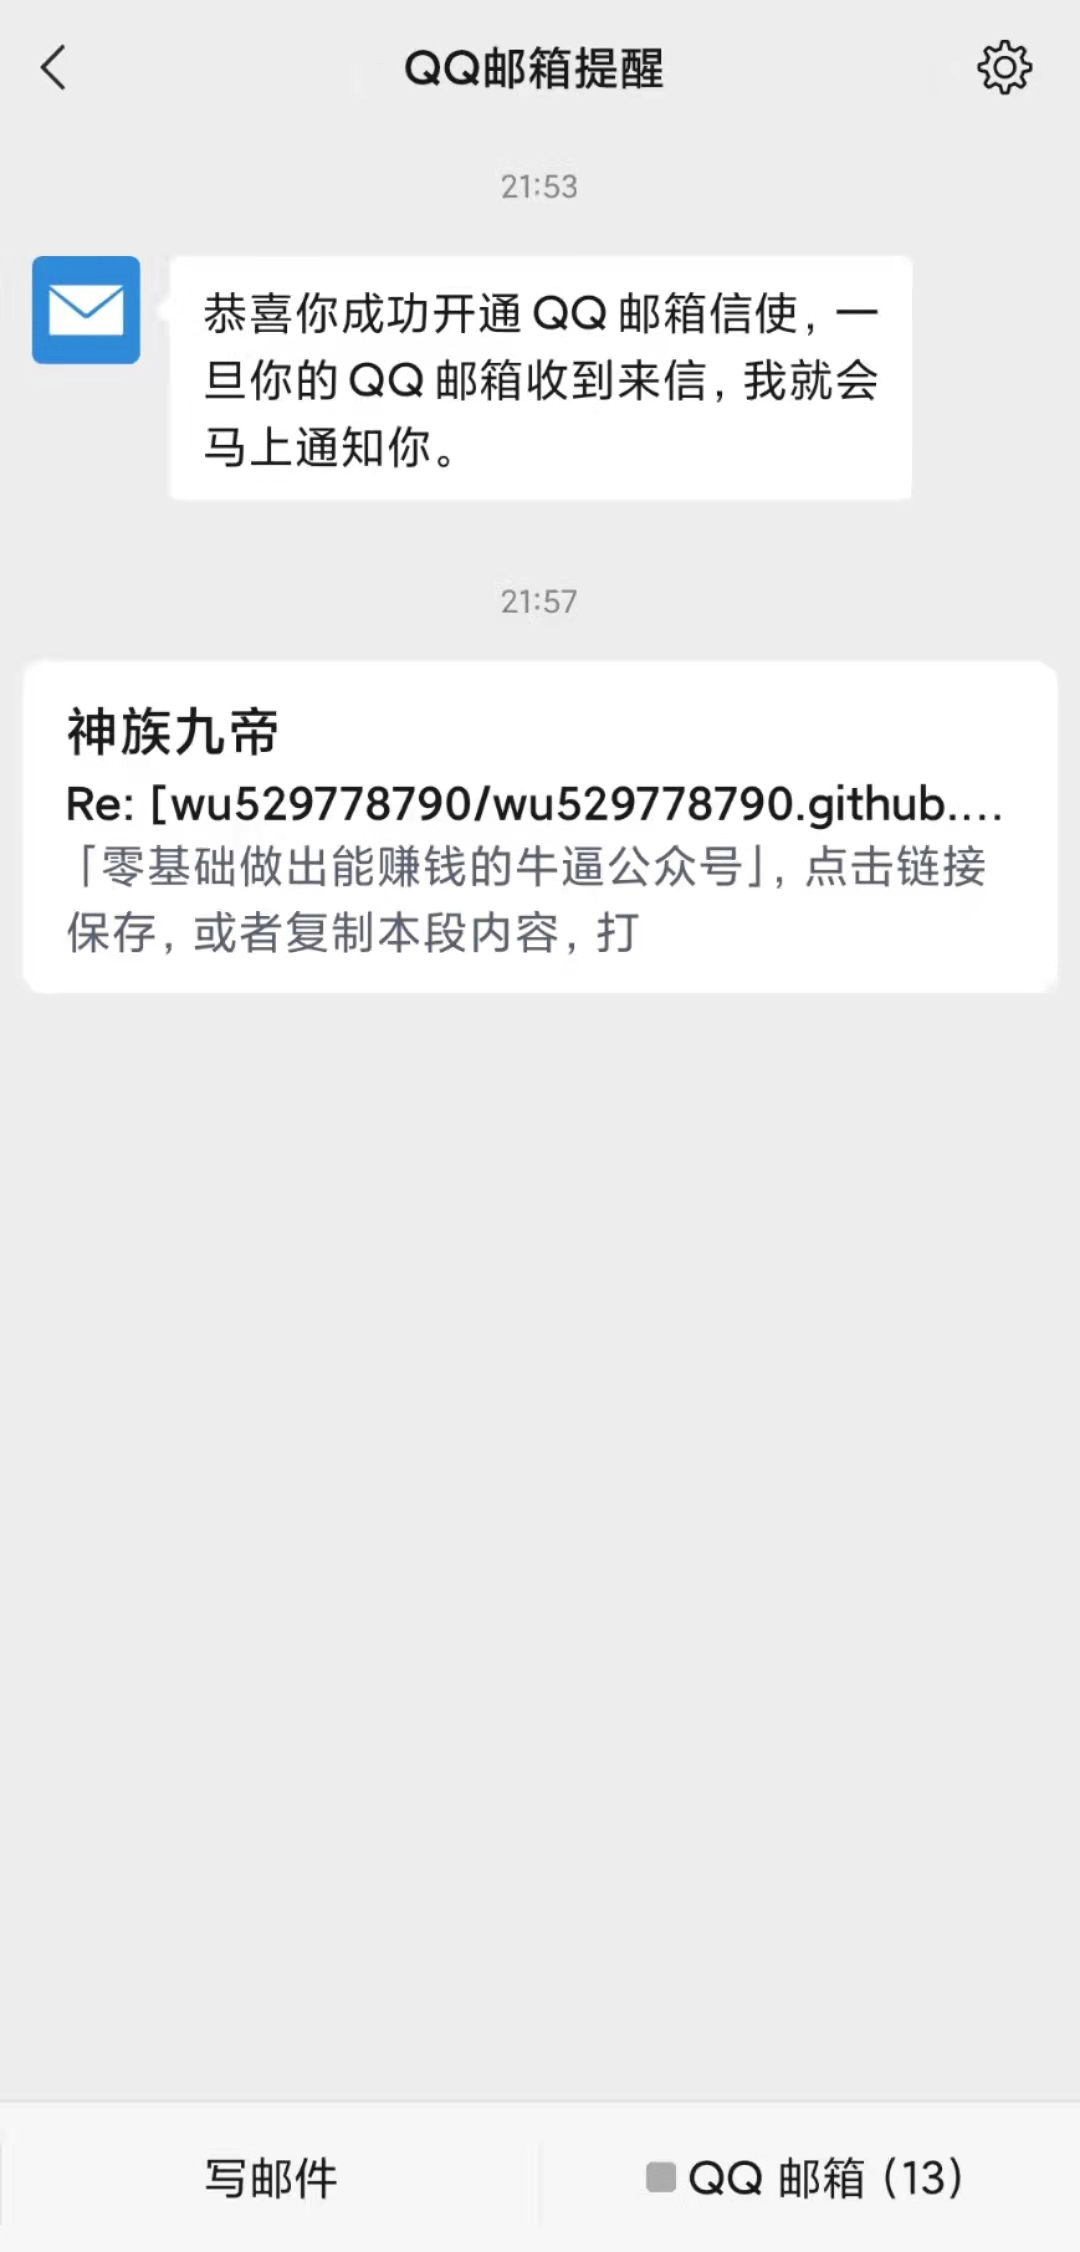 QQ邮箱提醒
21:53
恭喜你成功开通 QQ 邮箱信使，一
旦你的 QQ 邮箱收到来信，我就会
马上通知你。
21:57
神族九帝
Re: [wu529778790/wu529778790.github....
「零基础做出能赚钱的牛逼公众号」，点击链接
保存，或者复制本段内容，打
写邮件
QQ 邮箱 (13)